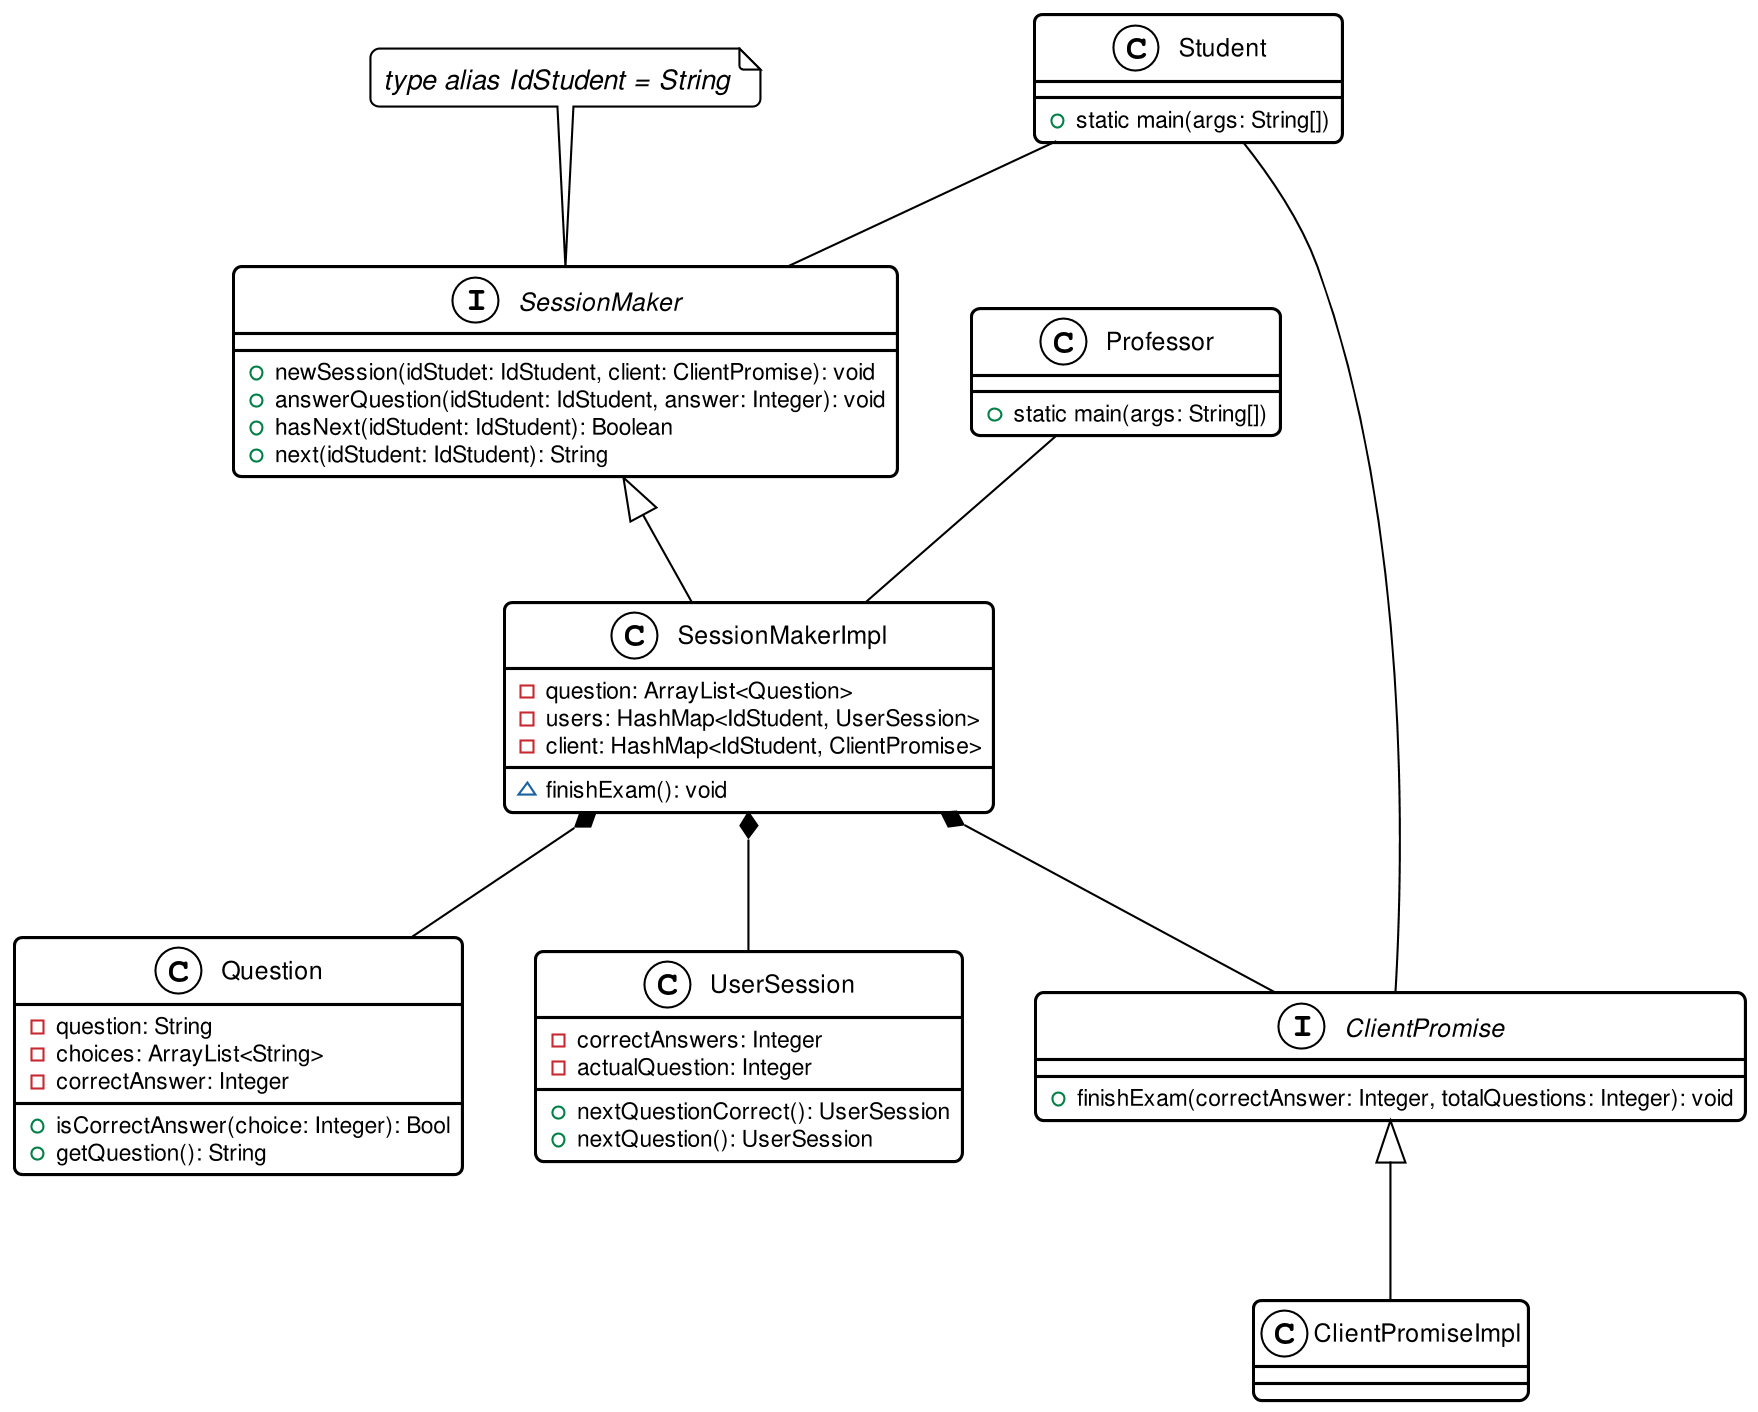 C Student
static main(args: String[])
type alias IdStudent = String
I SessionMaker
newSession(idStudet: IdStudent, client: ClientPromise): void
answerQuestion(idStudent: IdStudent, answer: Integer): void
hasNext(idStudent: IdStudent): Boolean
next(idStudent: IdStudent): String
C Professor
static main(args: String[])
C SessionMakerImpl
question: ArrayList<Question>
users: HashMap<IdStudent, UserSession>
client: HashMap<IdStudent, ClientPromise>
finishExam(): void
C Question
question: String
choices: ArrayList<String>
correctAnswer: Integer
isCorrectAnswer(choice: Integer): Bool
getQuestion(): String
C UserSession
correctAnswers: Integer
actualQuestion: Integer
nextQuestionCorrect(): UserSession
nextQuestion(): UserSession
I ClientPromise
finishExam(correctAnswer: Integer, totalQuestions: Integer): void
C ClientPromiseImpl